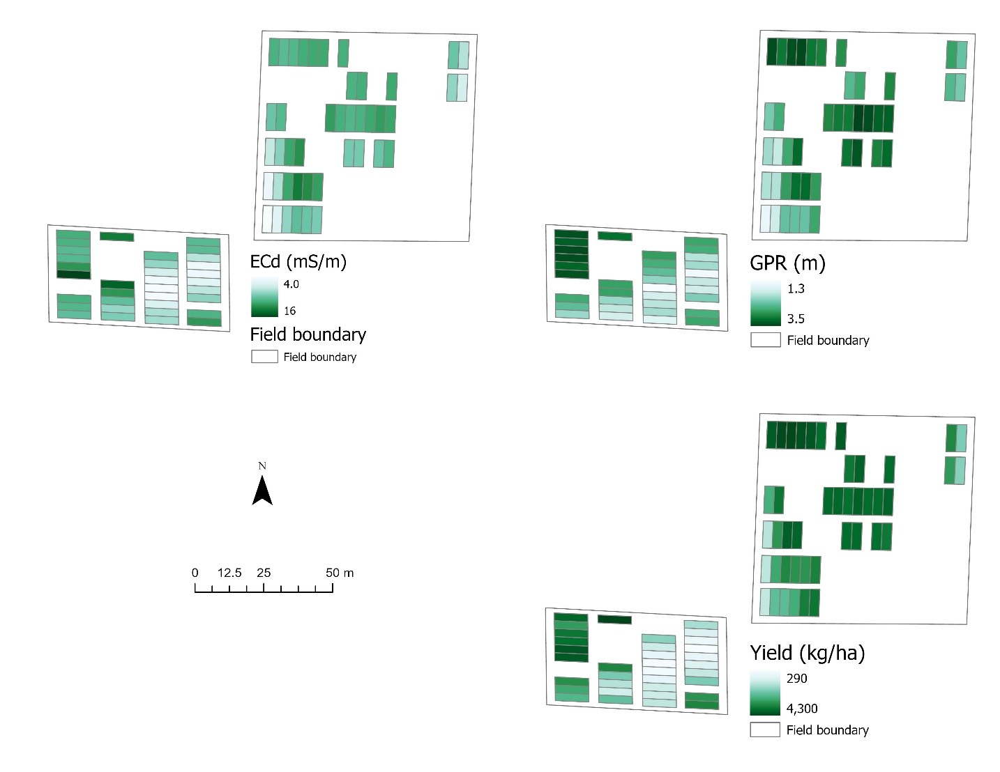 ECd (mS/m)
4.0
16
Field boundary
Field boundary
GPR (m)
1.3
3.5
Field boundary
N
0 12.5 25 50 m
Yield (kg/ha)
290
4,300
Field boundary